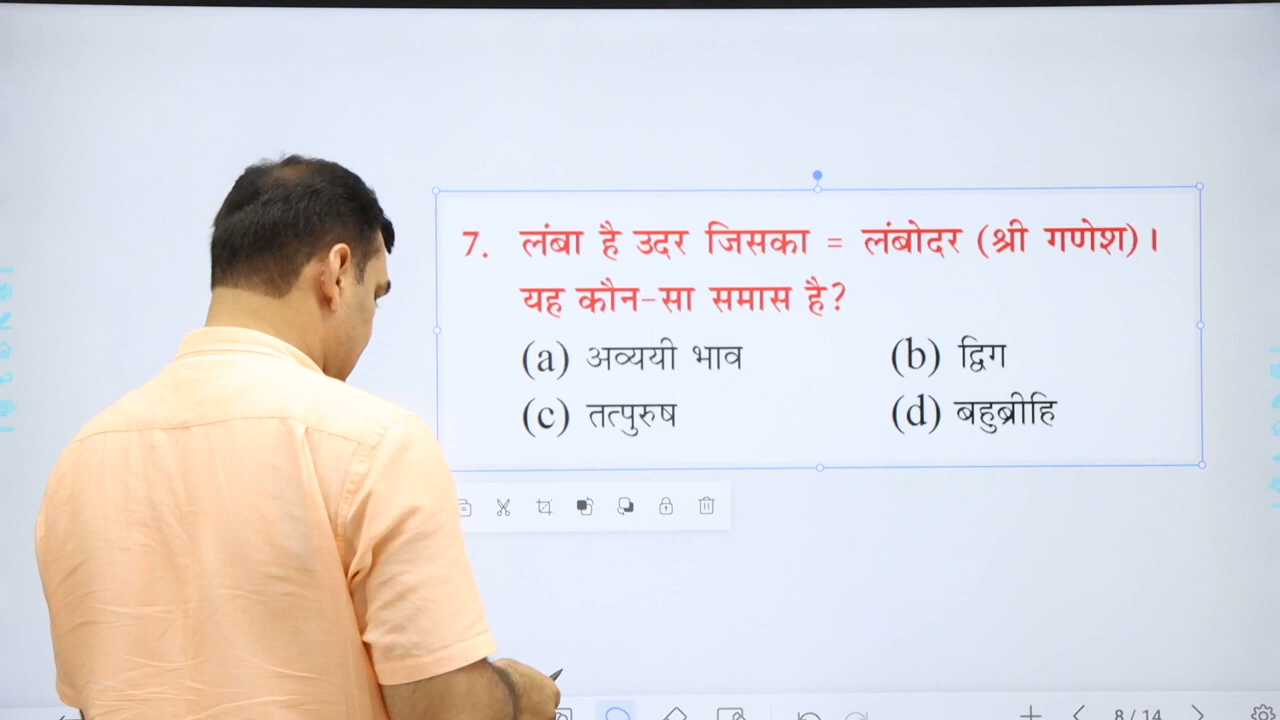 7. लंबा है उदर जिसका = लंबोदर (श्री गणेश)।
यह कौन-सा समास है?
(a) अव्ययी भाव (b) द्विग
(c) तत्पुरुष (d) बहुब्रीहि
8/14